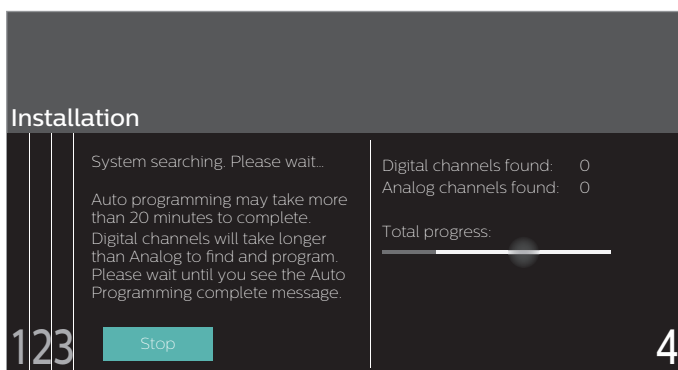 Installation
System searching. Please wait...
Auto programming may take more
than 20 minutes to complete.
Digital channels will take longer
than Analog to find and program.
Please wait until you see the Auto
Programming complete message.
Stop
Digital channels found: 0
Analog channels found: 0
Total progress:
123
4